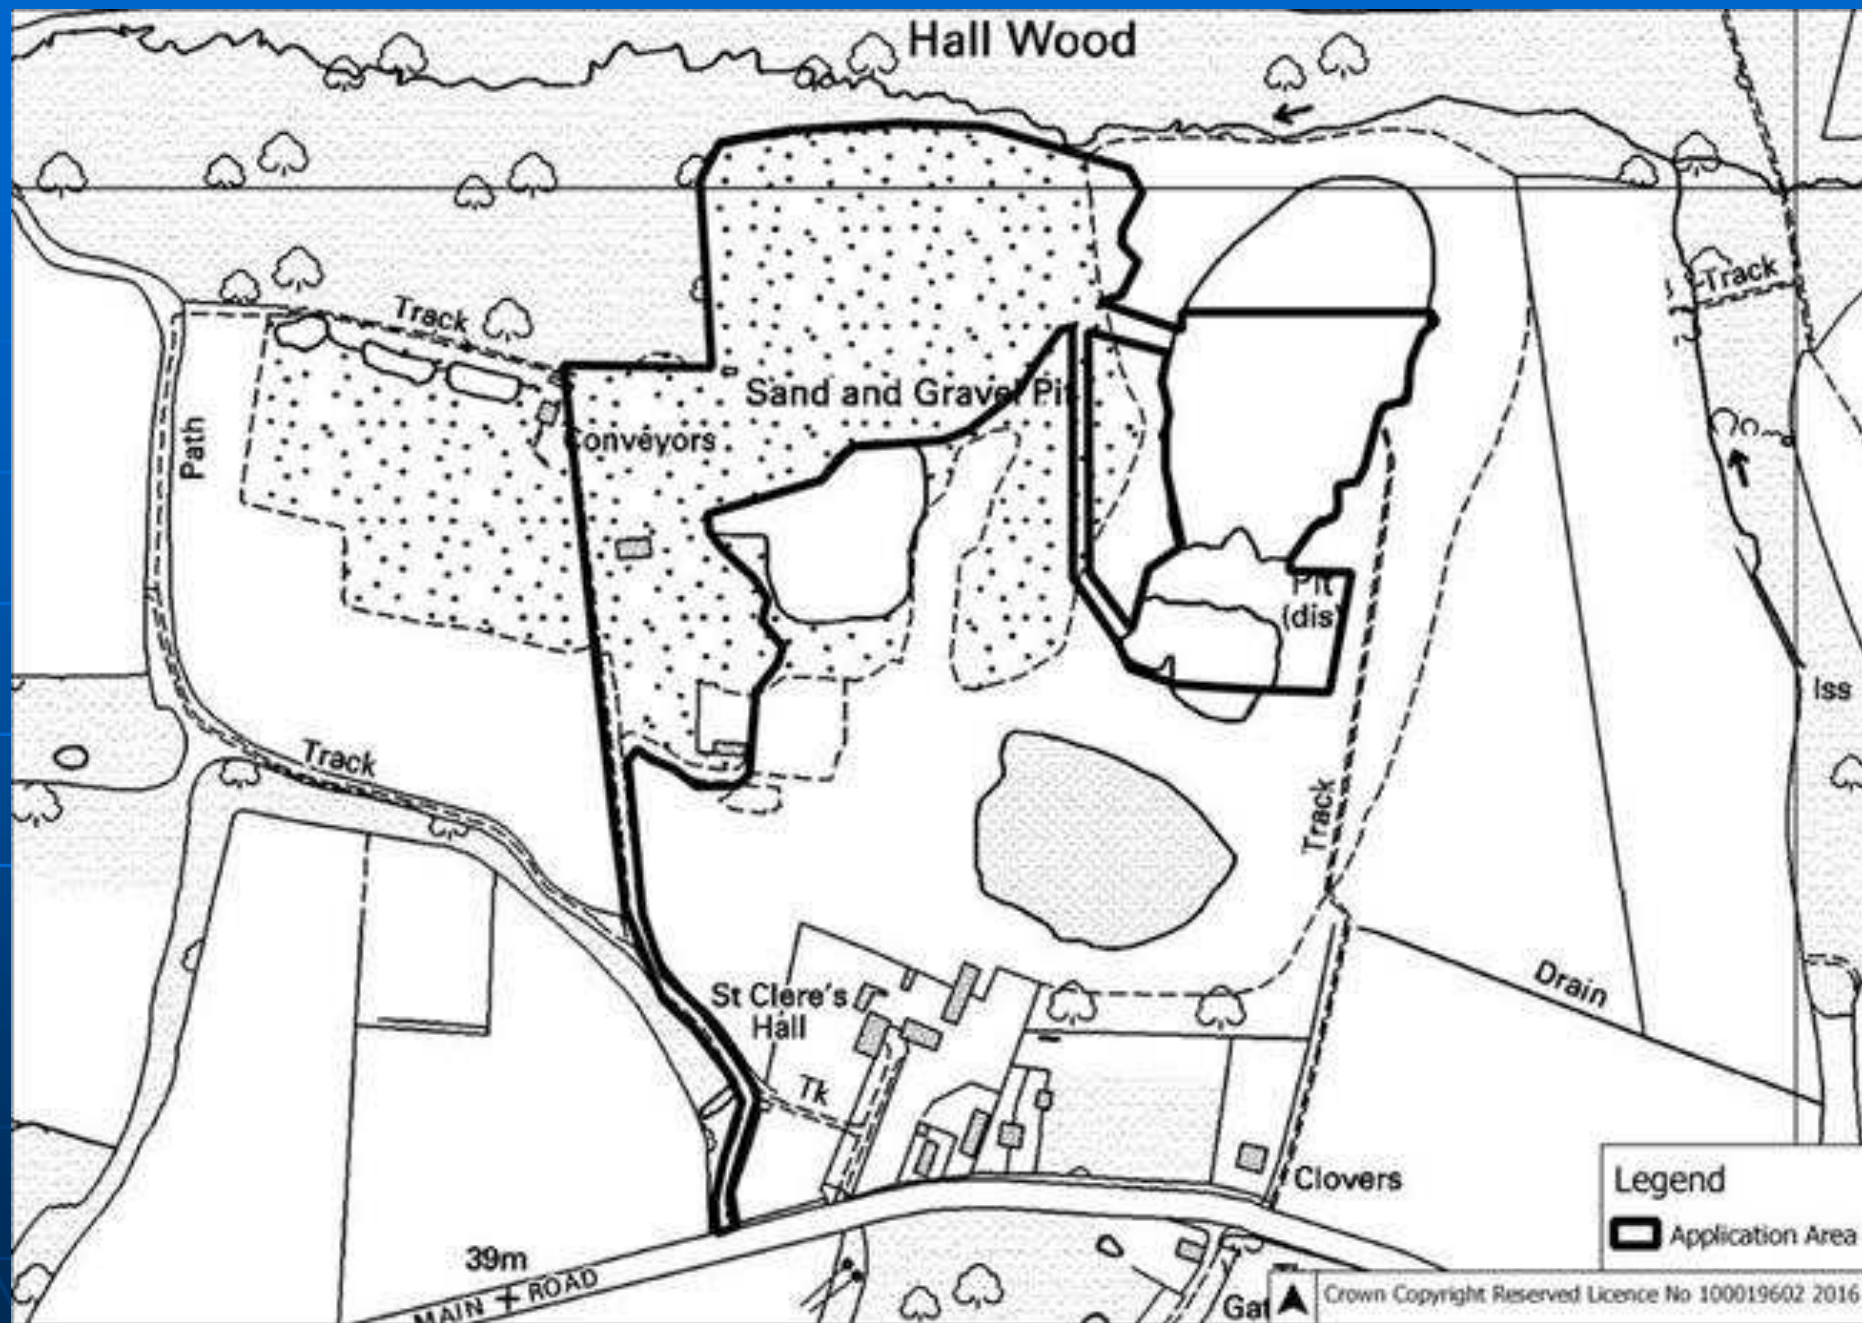 Hall Wood
Track
Track
Sand and Gravel Pit
Conveyors
Path
Pit
(dis)
Iss
Track
Track
Drain
St Clere's
Hall
Tk
Clovers
Legend
Application Area
39m
MAIN ROAD
Crown Copyright Reserved Licence No 100019602 2016